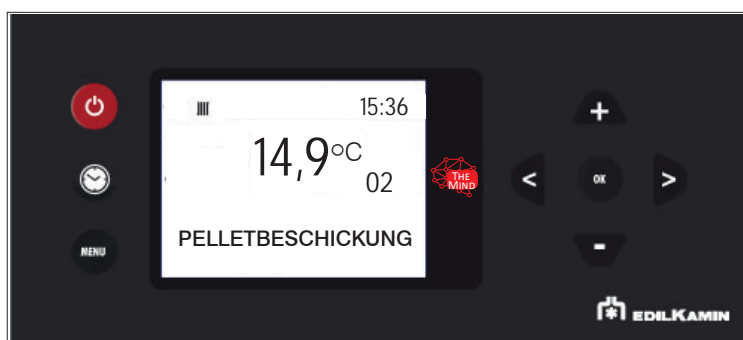 15:36
14,9°C
02
THE
MIND
< OK >
+
-
MENU
PELLETBESCHICKUNG
EDILKAMIN